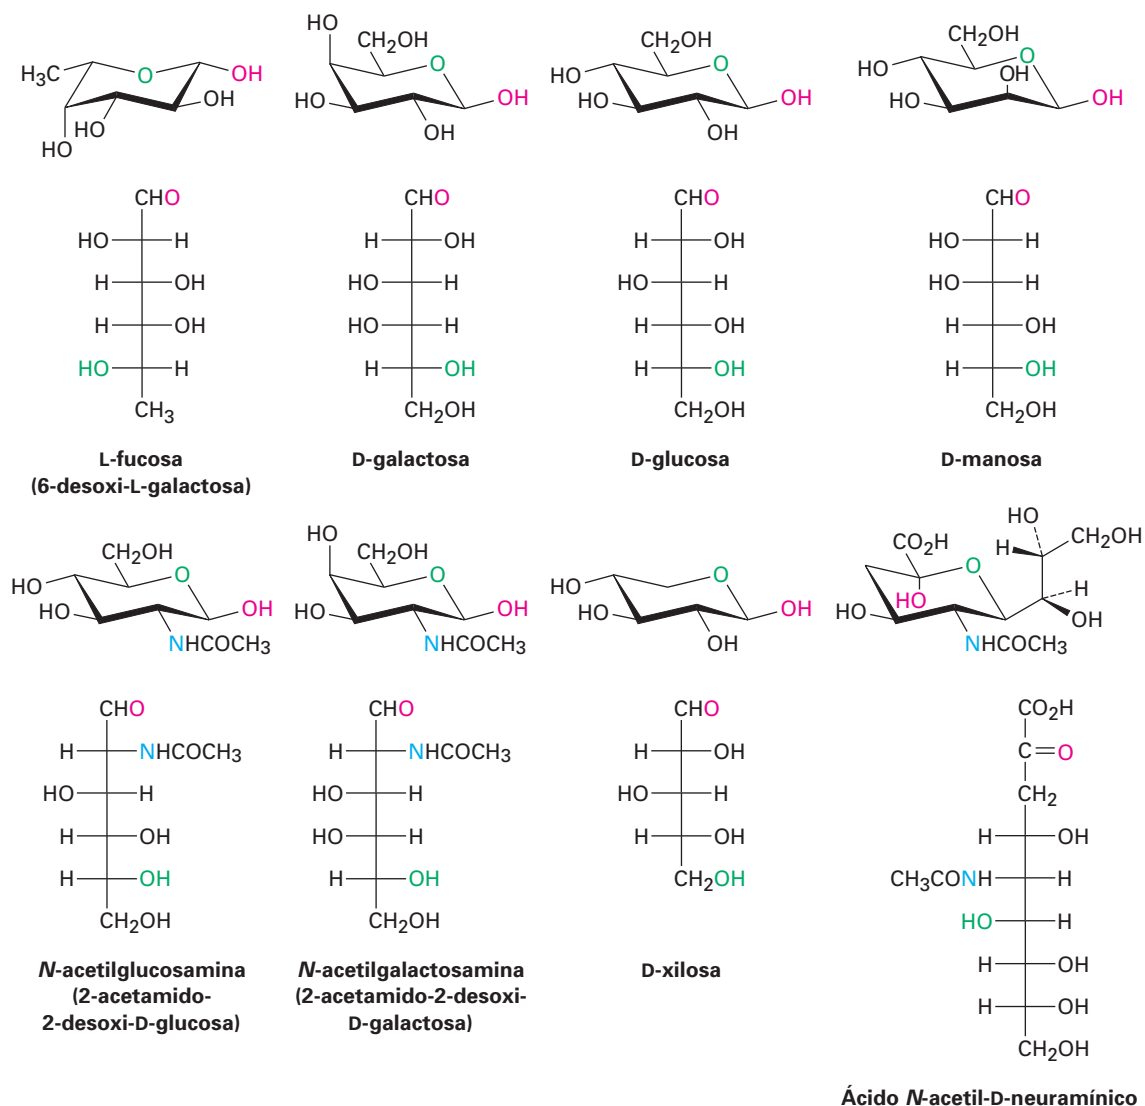 HO
CH2OH
O
H3C
OH
OH
HO
HO
HO
CH2OH
O
HO
OH
OH
CH2OH
O
HO
HO
OH
OH
CH2OH
O
OH
HO
HO
OH
CHO
HO H
H OH
H OH
HO H
CH3
L-fucosa
(6-desoxi-L-galactosa)
CHO
H OH
HO H
HO H
H OH
CH2OH
D-galactosa
CHO
H OH
HO H
H OH
H OH
CH2OH
D-glucosa
CHO
HO H
HO H
H OH
H OH
CH2OH
D-manosa
CH2OH
O
HO
HO
OH
NHCOCH3
HO
CH2OH
O
HO
OH
NHCOCH3
O
HO
HO
OH
OH
HO
CO2H
H
CH2OH
O
HO
H
HO
OH
NHCOCH3
CHO
H NHCOCH3
HO H
H OH
H OH
CH2OH
N-acetilglucosamina
(2-acetamido-
2-desoxi-D-glucosa)
CHO
H NHCOCH3
HO H
HO H
H OH
CH2OH
N-acetilgalactosamina
(2-acetamido-2-desoxi-
D-galactosa)
CHO
H OH
HO H
H OH
CH2OH
D-xilosa
CO2H
C=O
CH2
H OH
CH3CONH H
HO H
H OH
H OH
CH2OH
Ácido N-acetil-D-neuramínico